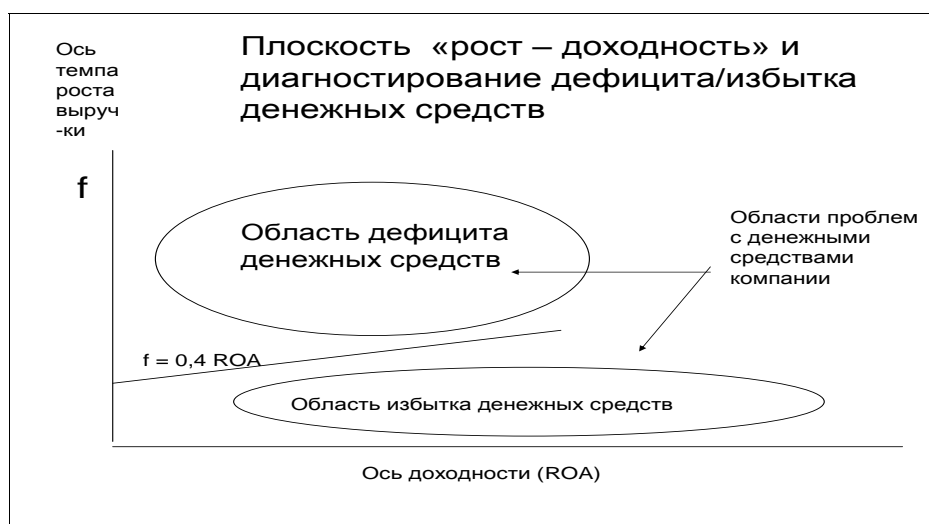 Ось
темпа
роста
выруч
-ки
Плоскость «рост – доходность» и
диагностирование дефицита/избытка
денежных средств
f
Область дефицита
денежных средств
Области проблем
с денежными
средствами
компании
f = 0,4 ROA
Область избытка денежных средств
Ось доходности (ROA)